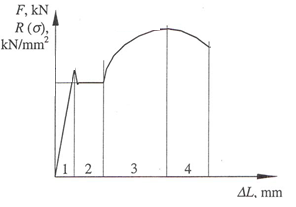 F, kN
R (σ),
kN/mm²
1 2 3 4
ΔL, mm